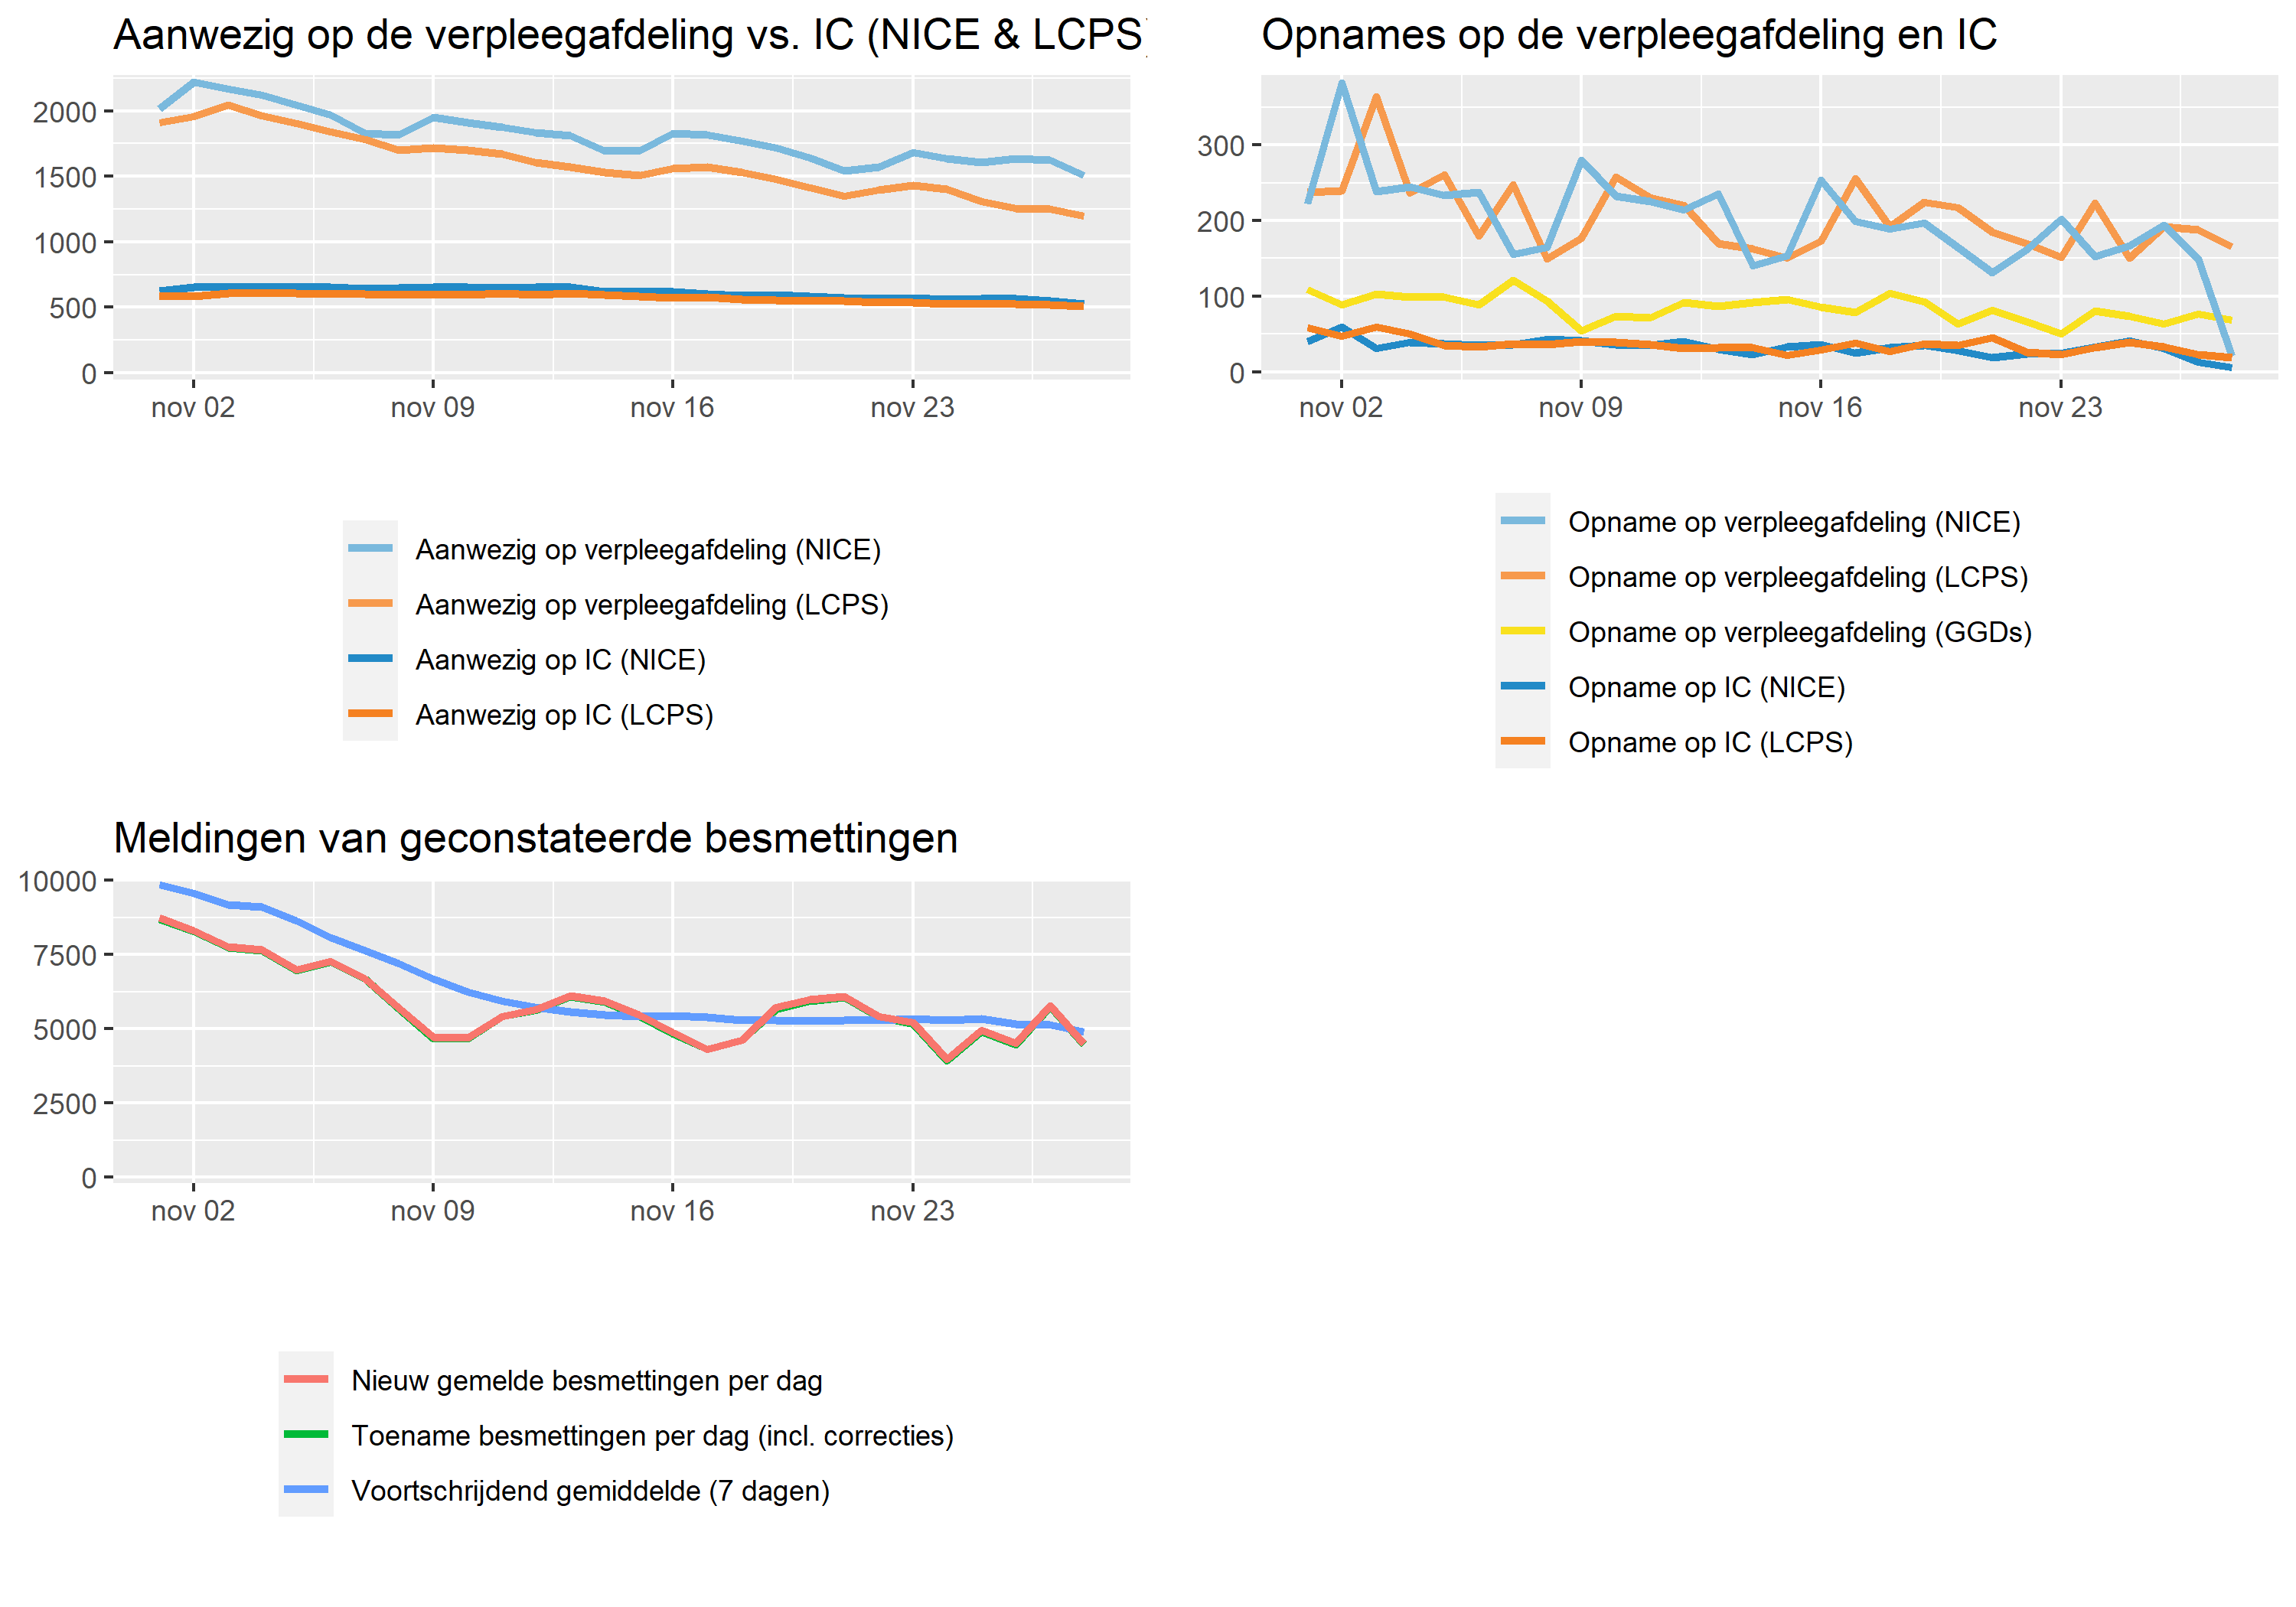 Aanwezig op de verpleegafdeling vs. IC (NICE & LCPS)
2000
1500
1000
500
0
nov 02 nov 09 nov 16 nov 23
Aanwezig op verpleegafdeling (NICE)
Aanwezig op verpleegafdeling (LCPS)
Aanwezig op IC (NICE)
Aanwezig op IC (LCPS)
Opnames op de verpleegafdeling en IC
300
200
100
0
nov 02 nov 09 nov 16 nov 23
Opname op verpleegafdeling (NICE)
Opname op verpleegafdeling (LCPS)
Opname op verpleegafdeling (GGDs)
Opname op IC (NICE)
Opname op IC (LCPS)
Meldingen van geconstateerde besmettingen
10000
7500
5000
2500
0
nov 02 nov 09 nov 16 nov 23
Nieuw gemelde besmettingen per dag
Toename besmettingen per dag (incl. correcties)
Voortschrijdend gemiddelde (7 dagen)